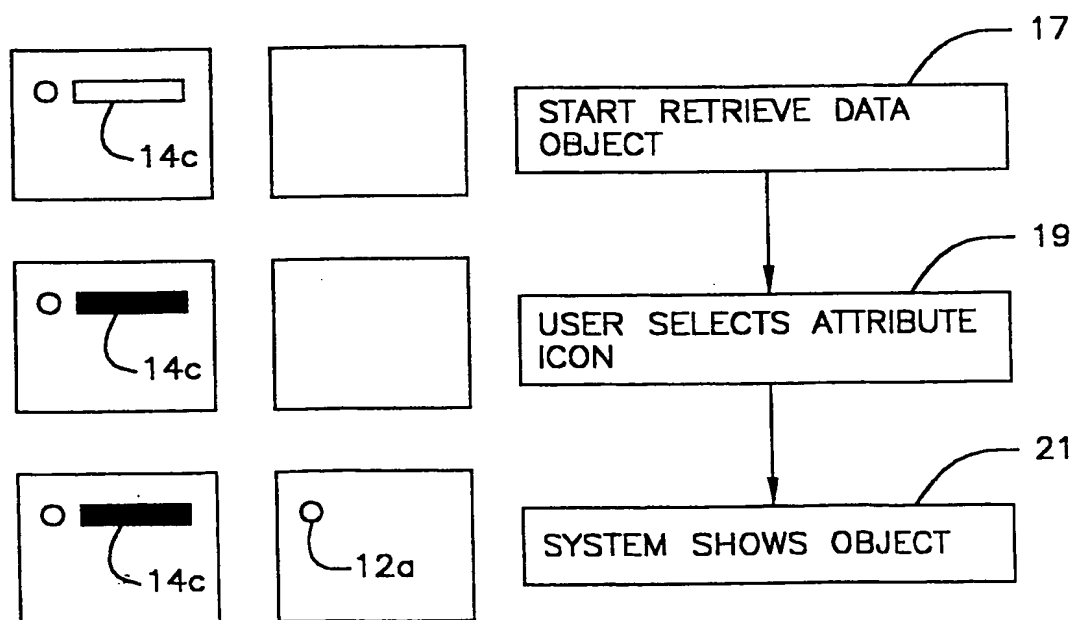 17
START RETRIEVE DATA
OBJECT
14c
19
USER SELECTS ATTRIBUTE
ICON
14c
21
SYSTEM SHOWS OBJECT
14c
12a